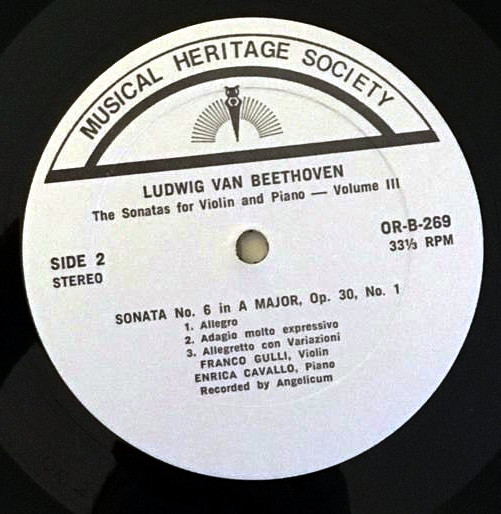 MUSICAL HERITAGE SOCIETY
LUDWIG VAN BEETHOVEN
The Sonatas for Violin and Piano — Volume III
SIDE 2
STEREO
OR-B-269
33⅓ RPM
SONATA No. 6 in A MAJOR, Op. 30, No. 1
1. Allegro
2. Adagio molto expressivo
3. Allegretto con Variazioni
FRANCO GULLI, Violin
ENRICA CAVALLO, Piano
Recorded by Angelicum